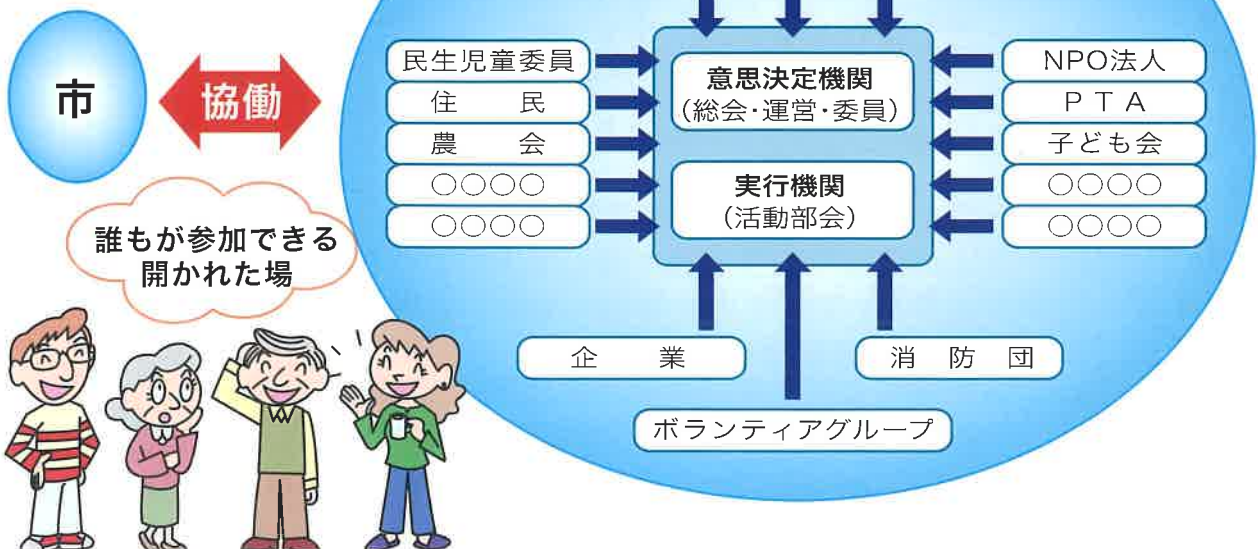 市
協働
誰もが参加できる
開かれた場
民生児童委員
住　　民
農　　会
○○○○
○○○○
意思決定機関
(総会・運営・委員)
実行機関
(活動部会)
NPO法人
P T A
子ども会
○○○○
○○○○
企　　業
消　防　団
ボランティアグループ